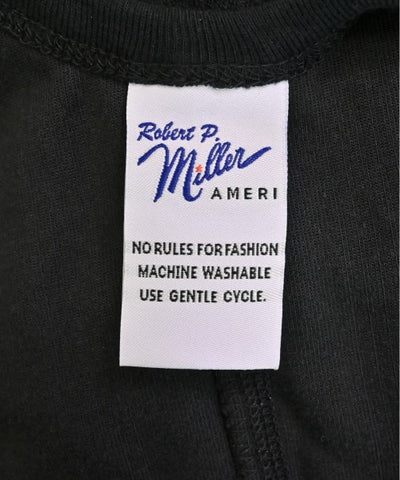 Robert P.
Miller
AMERI
NO RULES FOR FASHION
MACHINE WASHABLE
USE GENTLE CYCLE.